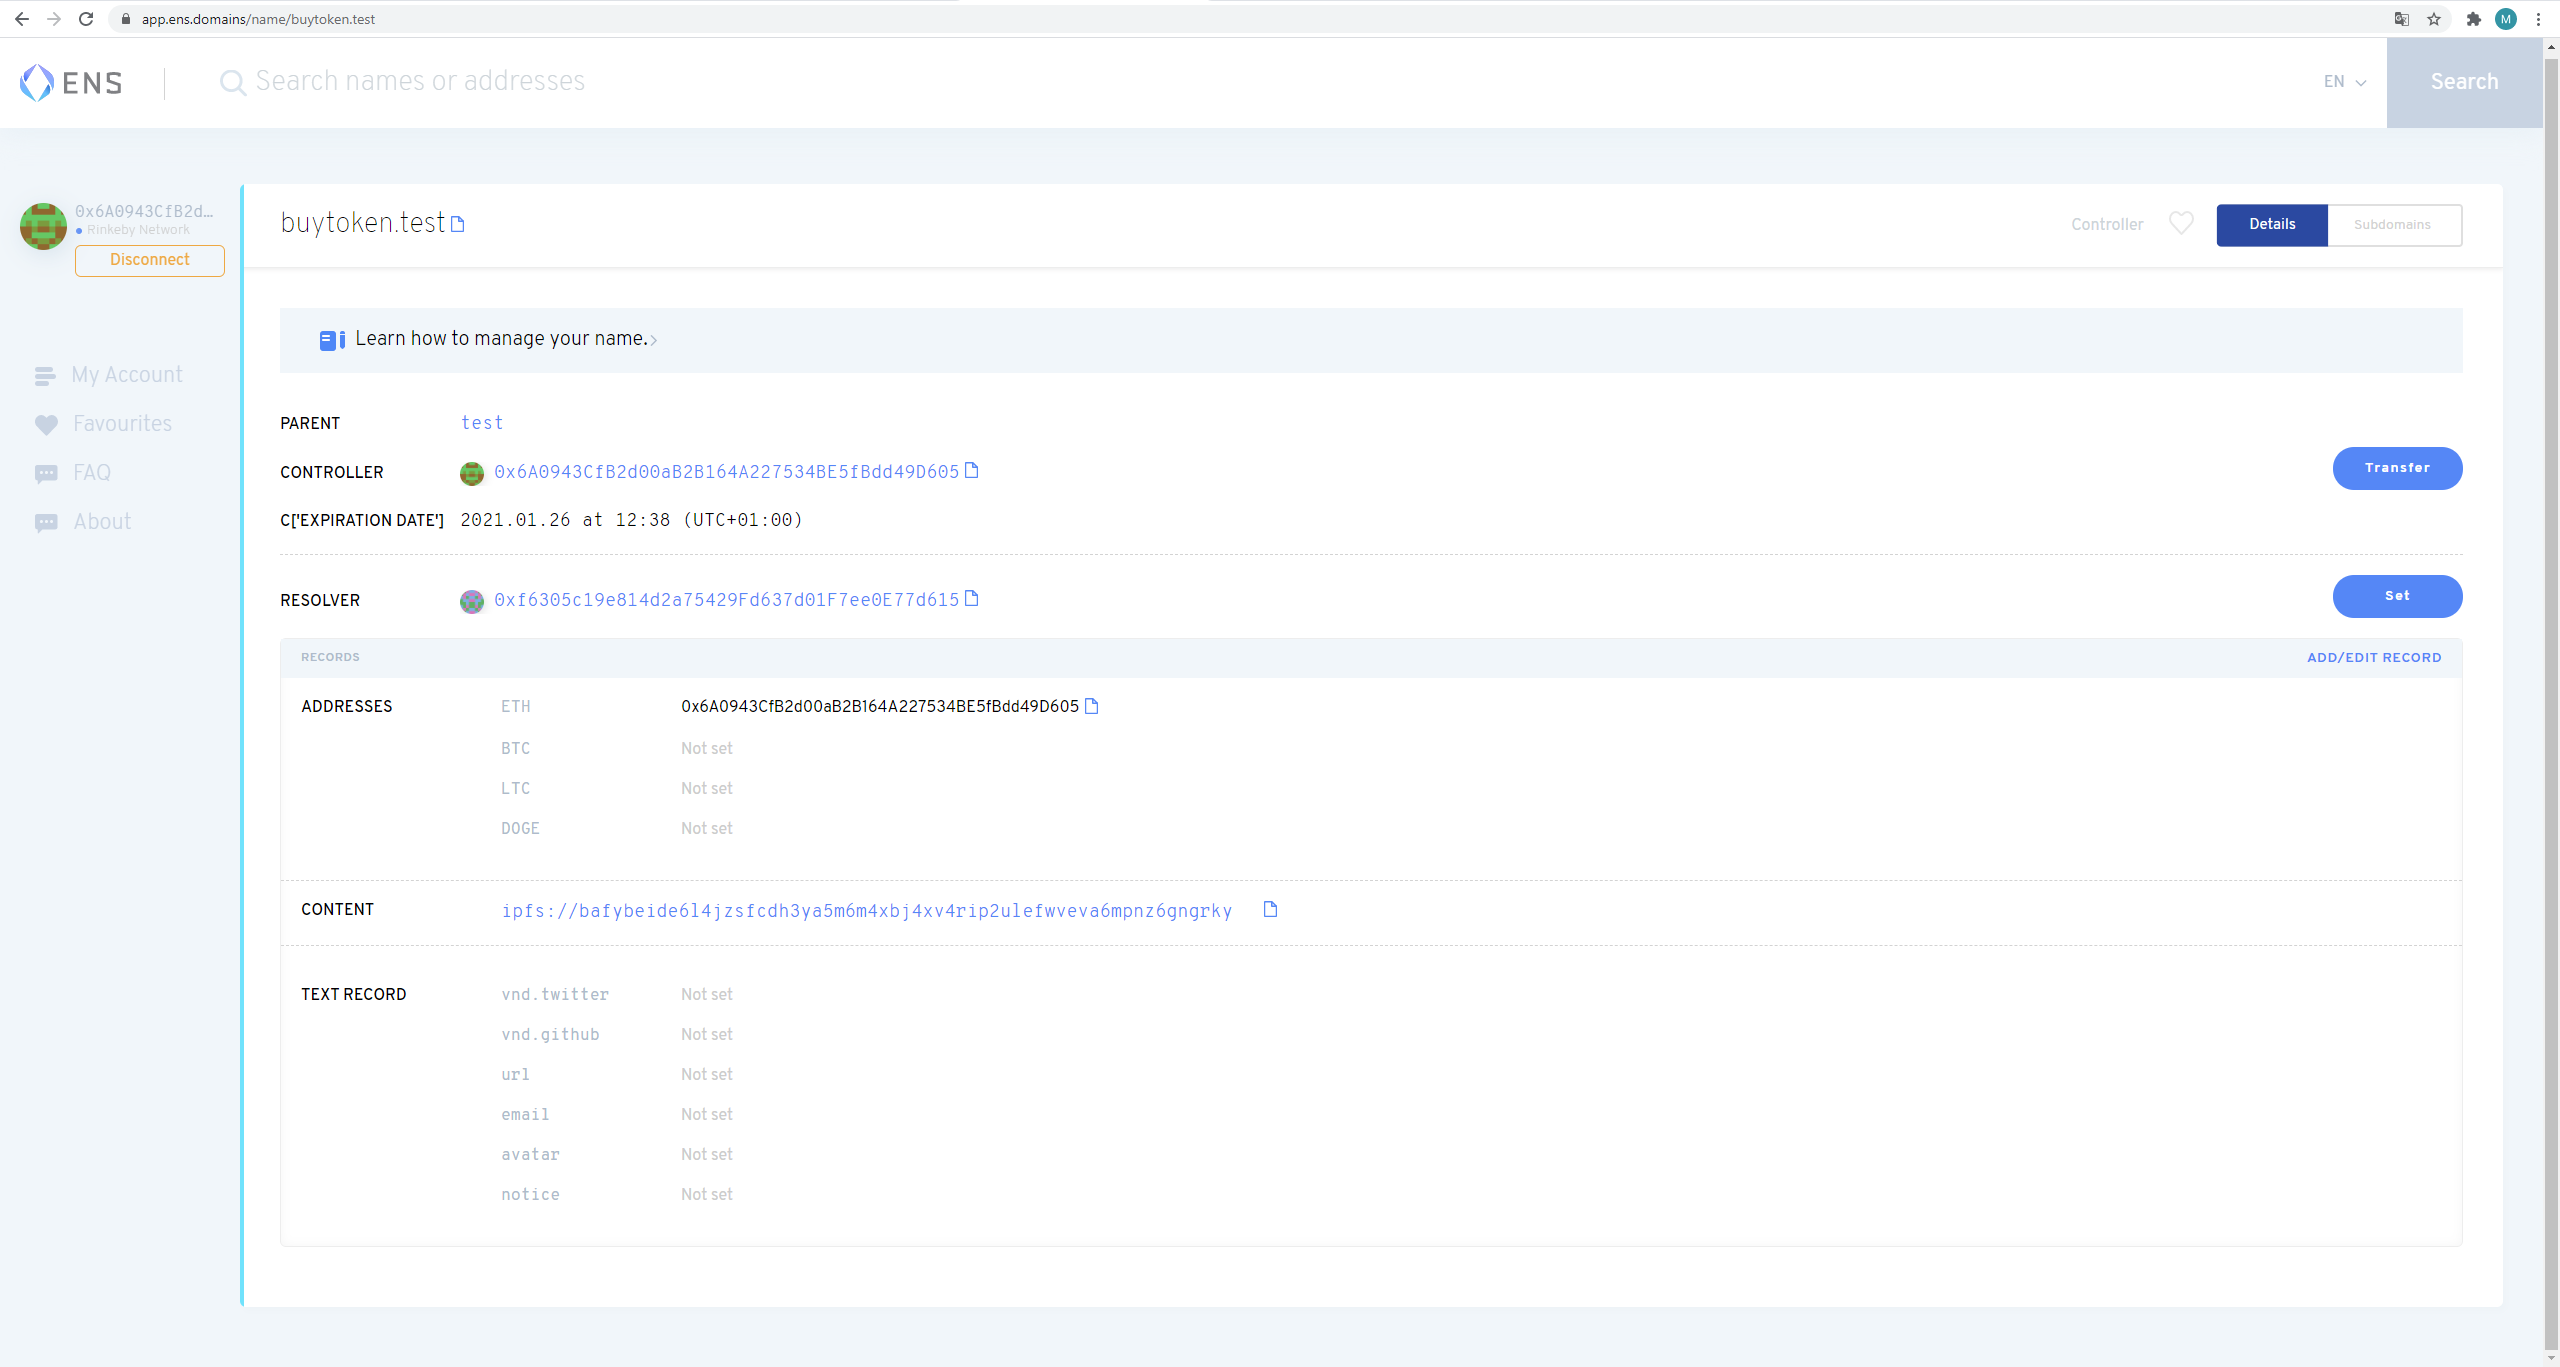 app.ens.domains/name/buytoken.test
M
ENS
Search names or addresses
EN
Search
0x6A0943CfB2d...
Rinkeby Network
Disconnect
My Account
Favourites
FAQ
About
buytoken.test
Controller
Details
Subdomains
Learn how to manage your name.
PARENT test
CONTROLLER 0x6A0943CfB2d00aB2B164A227534BE5fBdd49D605
Transfer
C['EXPIRATION DATE'] 2021.01.26 at 12:38 (UTC+01:00)
RESOLVER 0xf6305c19e814d2a75429Fd637d01F7ee0E77d615
Set
RECORDS
ADD/EDIT RECORD
ADDRESSES ETH 0x6A0943CfB2d00aB2B164A227534BE5fBdd49D605
BTC Not set
LTC Not set
DOGE Not set
CONTENT ipfs://bafybeide6l4jzsfcdh3ya5m6m4xbj4xv4rip2ulefwveva6mpnz6gngrky
TEXT RECORD vnd.twitter Not set
vnd.github Not set
url Not set
email Not set
avatar Not set
notice Not set